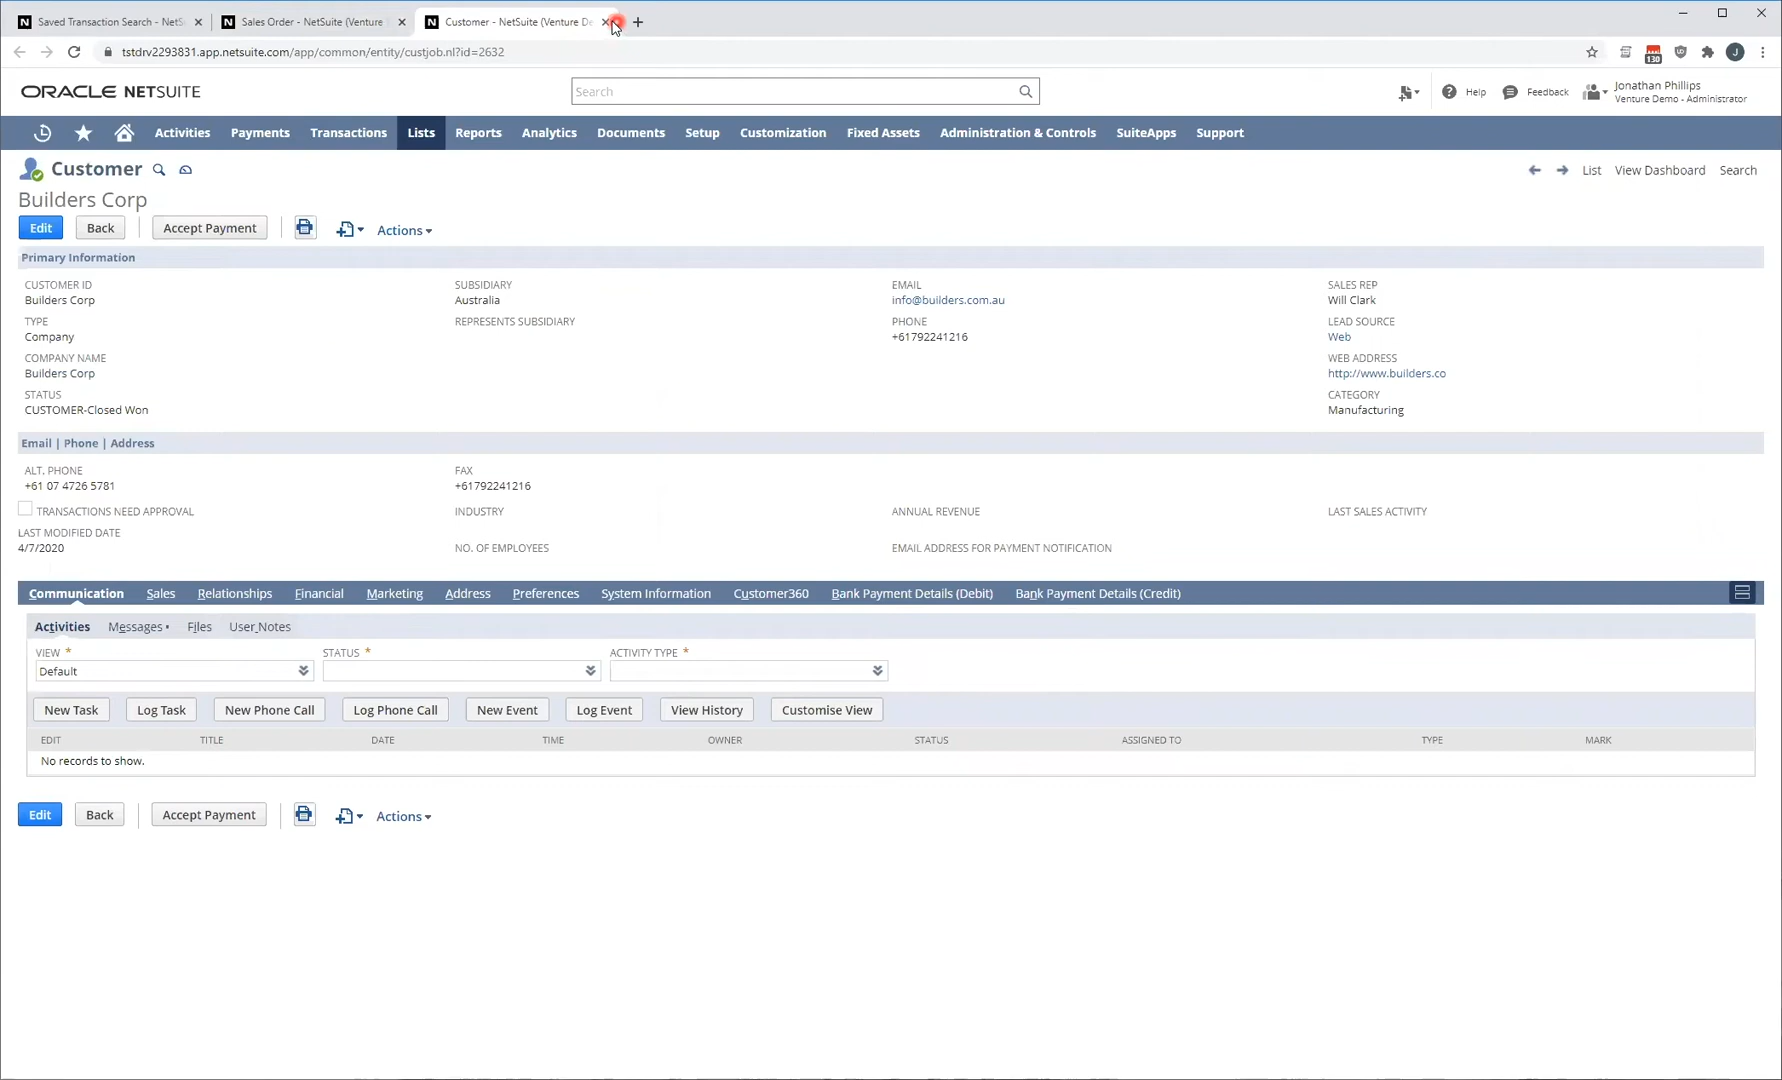 Saved Transaction Search - NetS
Sales Order - NetSuite (Venture
Customer - NetSuite (Venture De
tstdrv2293831.app.netsuite.com/app/common/entity/custjob.nl?id=2632
130
J
ORACLE NETSUITE
Search
Help
Feedback
Jonathan Phillips
Venture Demo - Administrator
Activities Payments Transactions Lists Reports Analytics Documents Setup Customization Fixed Assets Administration & Controls SuiteApps Support
Customer
List View Dashboard Search
Builders Corp
Edit Back Accept Payment Actions
Primary Information
CUSTOMER ID
Builders Corp
TYPE
Company
COMPANY NAME
Builders Corp
STATUS
CUSTOMER-Closed Won
SUBSIDIARY
Australia
REPRESENTS SUBSIDIARY
EMAIL
info@builders.com.au
PHONE
+61792241216
SALES REP
Will Clark
LEAD SOURCE
Web
WEB ADDRESS
http://www.builders.co
CATEGORY
Manufacturing
Email | Phone | Address
ALT. PHONE
+61 07 4726 5781
FAX
+61792241216
TRANSACTIONS NEED APPROVAL
LAST MODIFIED DATE
4/7/2020
INDUSTRY
NO. OF EMPLOYEES
ANNUAL REVENUE
EMAIL ADDRESS FOR PAYMENT NOTIFICATION
LAST SALES ACTIVITY
Communication Sales Relationships Financial Marketing Address Preferences System Information Customer360 Bank Payment Details (Debit) Bank Payment Details (Credit)
Activities Messages • Files User Notes
VIEW *
Default
STATUS *
ACTIVITY TYPE *
New Task Log Task New Phone Call Log Phone Call New Event Log Event View History Customise View
EDIT TITLE DATE TIME OWNER STATUS ASSIGNED TO TYPE MARK
No records to show.
Edit Back Accept Payment Actions